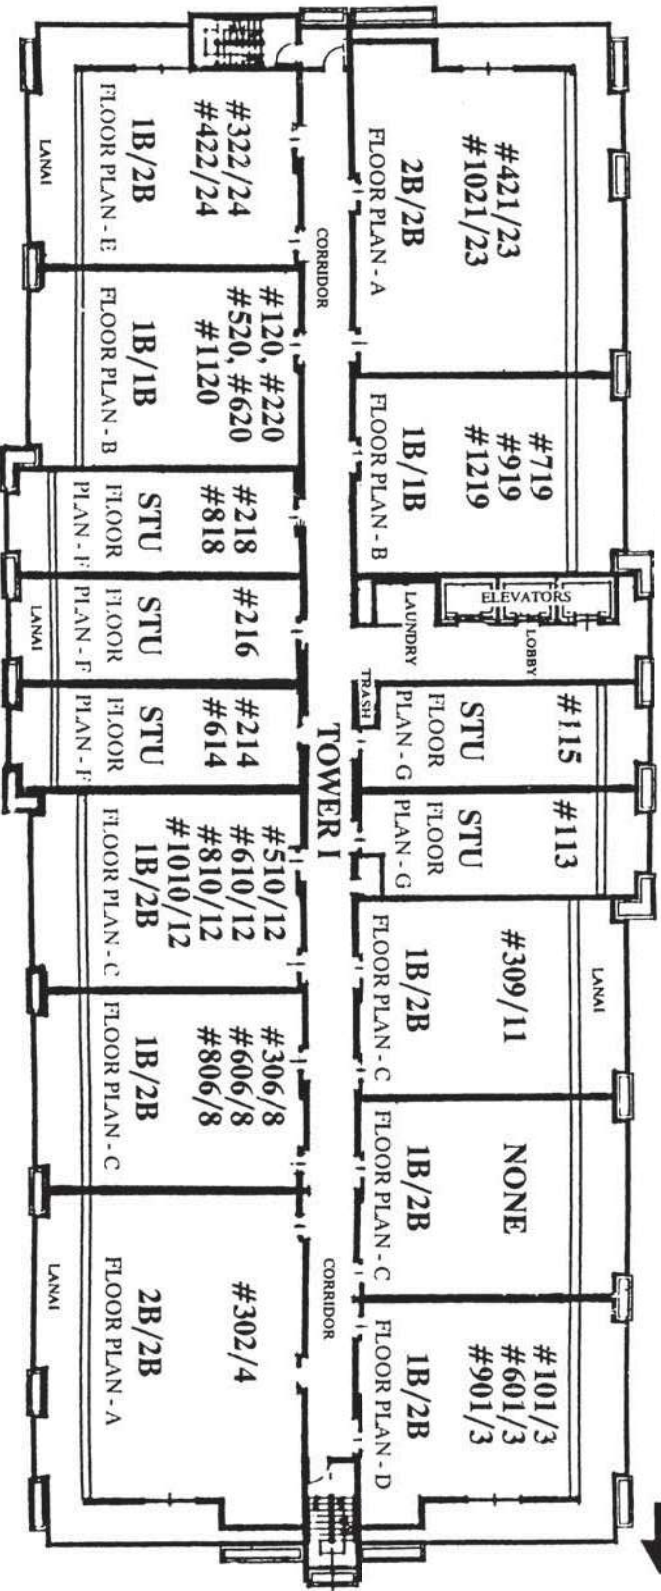 #421/23
#1021/23
2B/2B
FLOOR PLAN - A
#719
#919
#1219
1B/1B
FLOOR PLAN - B
ELEVATORS
LOBBY
LAUNDRY
TRASH
#115
STU
FLOOR
PLAN - G
#113
STU
FLOOR
PLAN - G
LANAI
#309/11
1B/2B
FLOOR PLAN - C
NONE
1B/2B
FLOOR PLAN - C
#101/3
#601/3
#901/3
1B/2B
FLOOR PLAN - D
CORRIDOR
TOWER I
CORRIDOR
#322/24
#422/24
1B/2B
FLOOR PLAN - E
LANAI
#120, #220
#520, #620
#1120
1B/1B
FLOOR PLAN - B
#218
#818
STU
FLOOR
PLAN - F
#216
STU
FLOOR
PLAN - F
LANAI
#214
#614
STU
FLOOR
PLAN - F
#510/12
#610/12
#810/12
#1010/12
1B/2B
FLOOR PLAN - C
#306/8
#606/8
#806/8
1B/2B
FLOOR PLAN - C
#302/4
2B/2B
FLOOR PLAN - A
LANAI